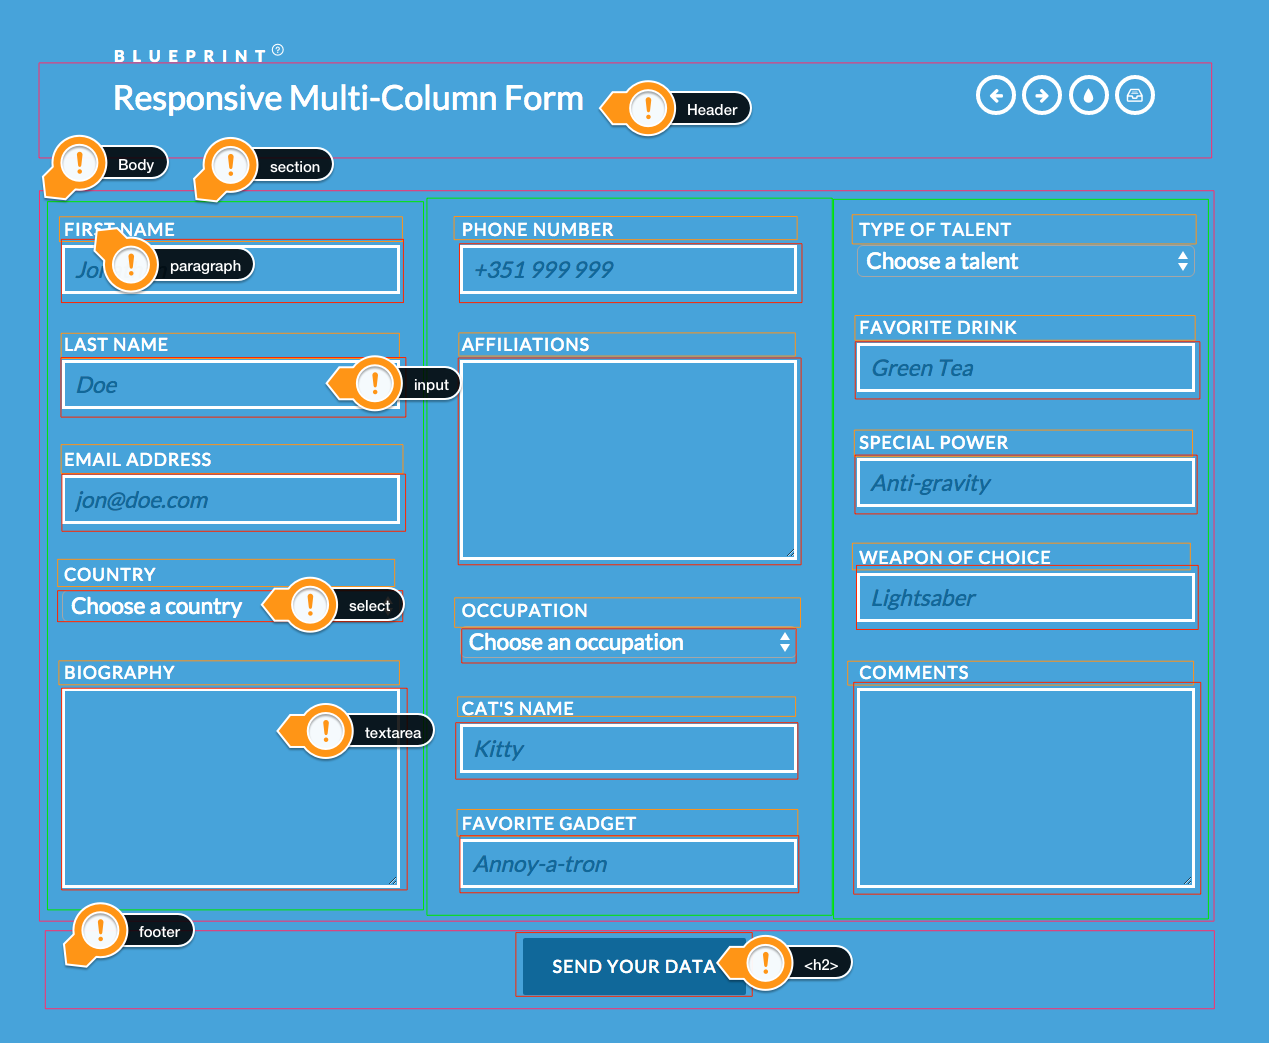 BLUEPRINT
Responsive Multi-Column Form
Header
Body
section
FIRST NAME
paragraph
LAST NAME
Doe
input
EMAIL ADDRESS
jon@doe.com
COUNTRY
Choose a country
select
BIOGRAPHY
textarea
PHONE NUMBER
+351 999 999
AFFILIATIONS
OCCUPATION
Choose an occupation
CAT'S NAME
Kitty
FAVORITE GADGET
Annoy-a-tron
TYPE OF TALENT
Choose a talent
FAVORITE DRINK
Green Tea
SPECIAL POWER
Anti-gravity
WEAPON OF CHOICE
Lightsaber
COMMENTS
footer
SEND YOUR DATA
<h2>